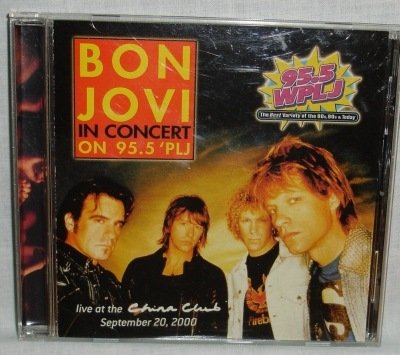 BON
JOVI
IN CONCERT
ON 95.5 'PLJ
95.5
WPLJ
The Best Variety of the 80s, 90s & Today
live at the China Club
September 20, 2000